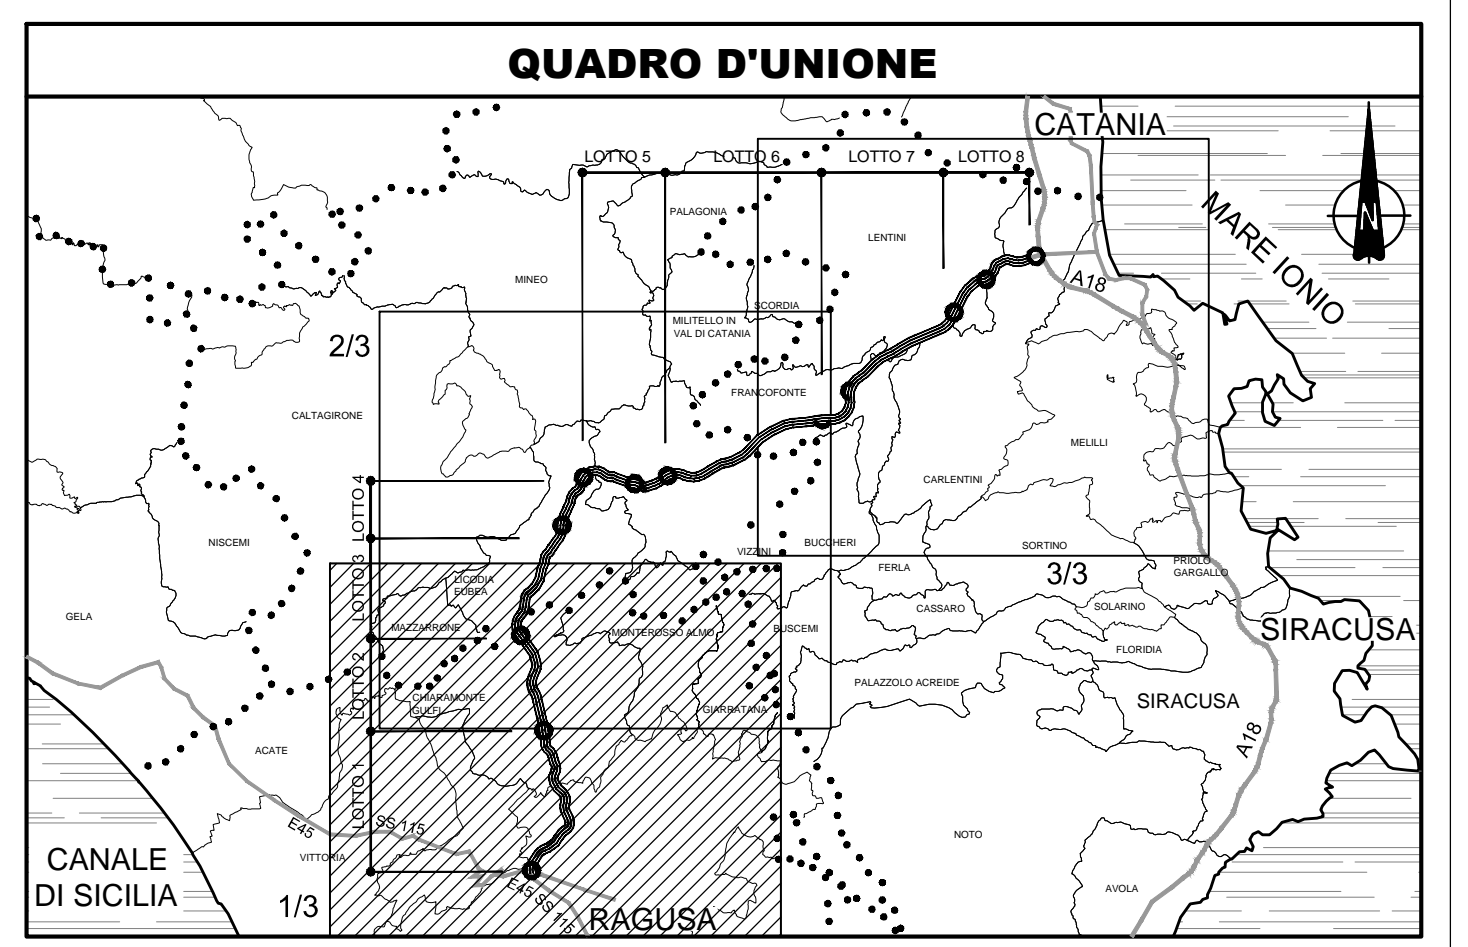 QUADRO D'UNIONE
CATANIA
LOTTO 5
LOTTO 6
LOTTO 7
LOTTO 8
N
MARE IONIO
PALAGONIA
LENTINI
MINEO
A18
SCORDIA
MILITELLO IN
VAL DI CATANIA
2/3
FRANCOFONTE
CALTAGIRONE
MELILLI
CARLENTINI
LOTTO 4
NISCEMI
VIZZINI
BUCCHERI
SORTINO
LOTTO 3
FERLA
3/3
PRIOLO
GARGALLO
LICODIA
EUBEA
GELA
CASSARO
SOLARINO
MAZZARRONE
MONTEROSSO ALMO
BUSCEMI
SIRACUSA
FLORIDIA
LOTTO 2
PALAZZOLO ACREIDE
CHIARAMONTE
GULFI
GIARRATANA
SIRACUSA
ACATE
A18
LOTTO 1
E45
SS 115
NOTO
VITTORIA
CANALE
DI SICILIA
AVOLA
1/3
E45 SS 115
RAGUSA